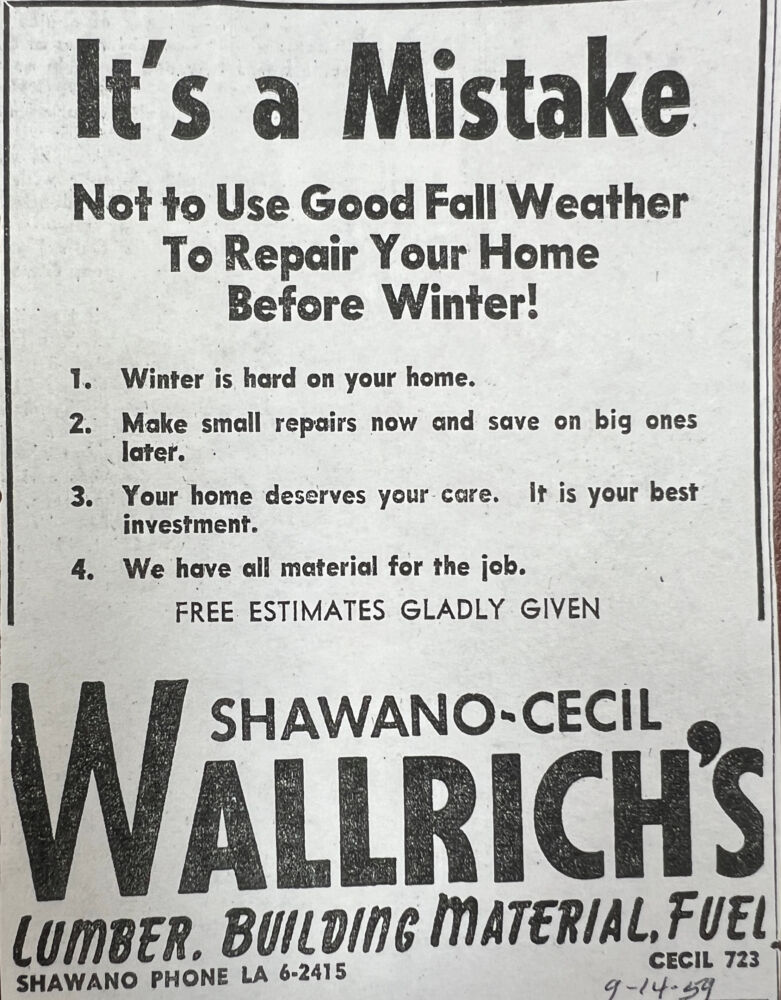 It's a Mistake
Not to Use Good Fall Weather
To Repair Your Home
Before Winter!
1. Winter is hard on your home.
2. Make small repairs now and save on big ones
later.
3. Your home deserves your care. It is your best
investment.
4. We have all material for the job.
FREE ESTIMATES GLADLY GIVEN
SHAWANO-CECIL
WALLRICH'S
LUMBER. BUILDING MATERIAL, FUEL
SHAWANO PHONE LA 6-2415
CECIL 723
9-14-59